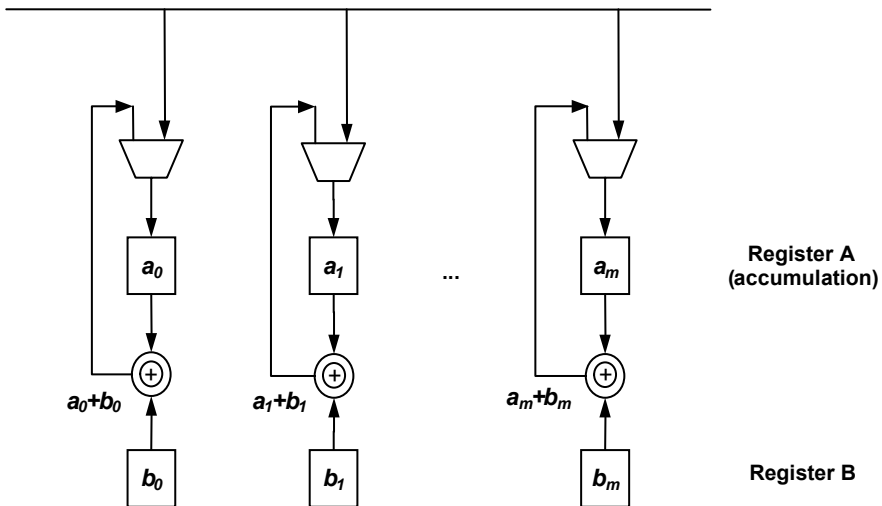 a0 a1 ... am Register A
(accumulation)
+ + +
a0+b0 a1+b1 am+bm
b0 b1 bm Register B